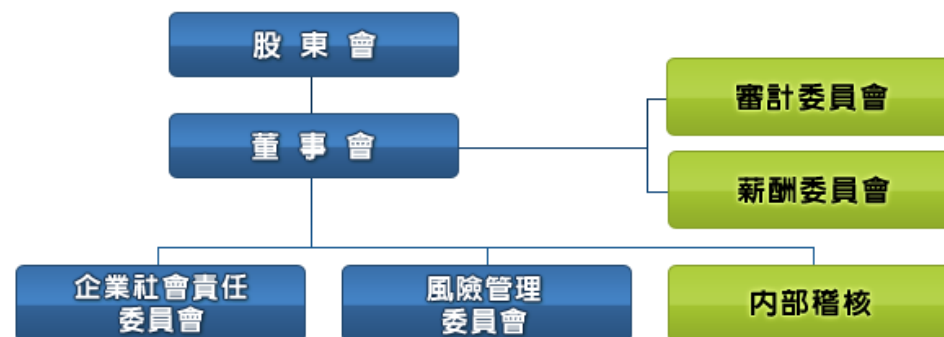 股東會
董事會
審計委員會
薪酬委員會
企業社會責任
委員會
風險管理
委員會
內部稽核